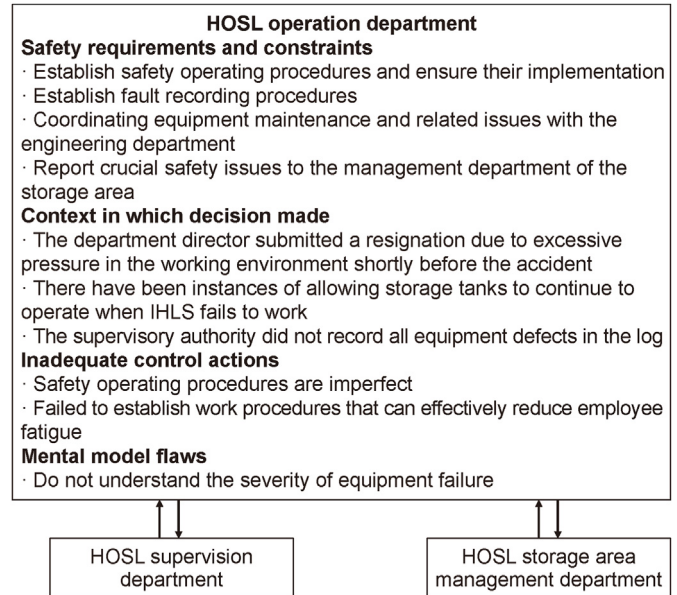 HOSL operation department
Safety requirements and constraints
· Establish safety operating procedures and ensure their implementation
· Establish fault recording procedures
· Coordinating equipment maintenance and related issues with the
engineering department
· Report crucial safety issues to the management department of the
storage area
Context in which decision made
· The department director submitted a resignation due to excessive
pressure in the working environment shortly before the accident
· There have been instances of allowing storage tanks to continue to
operate when IHLS fails to work
· The supervisory authority did not record all equipment defects in the log
Inadequate control actions
· Safety operating procedures are imperfect
· Failed to establish work procedures that can effectively reduce employee
fatigue
Mental model flaws
· Do not understand the severity of equipment failure
HOSL supervision
department
HOSL storage area
management department